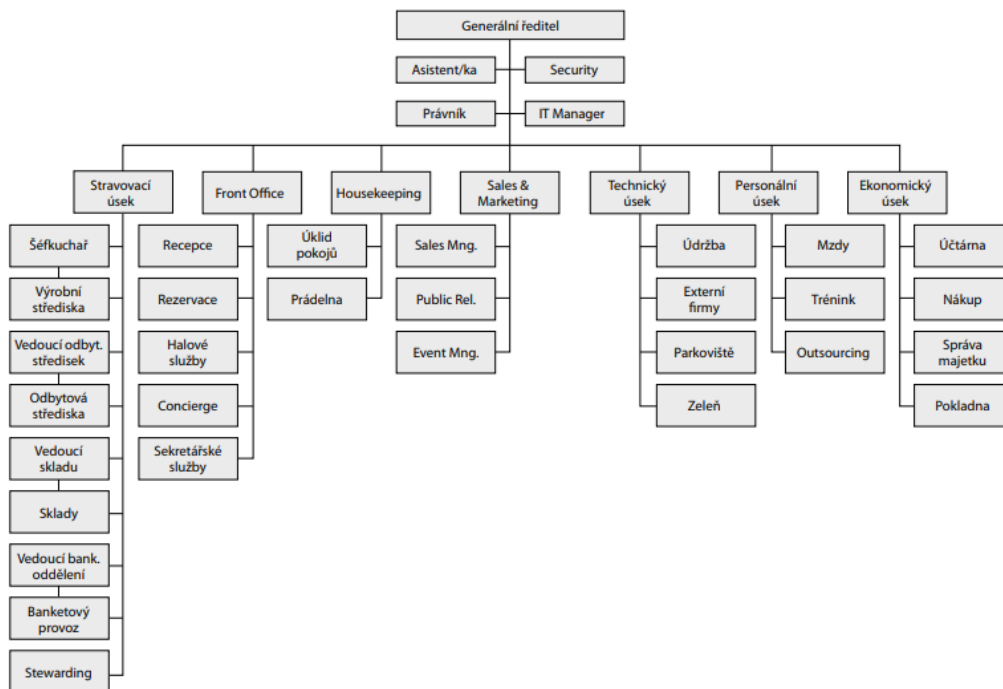 Generální ředitel
Asistent/ka
Security
Právník
IT Manager
Stravovací
úsek
Front Office
Housekeeping
Sales &
Marketing
Technický
úsek
Personální
úsek
Ekonomický
úsek
Šéfkuchař
Výrobní
střediska
Vedoucí odbyt.
středisek
Odbytová
střediska
Vedoucí
skladu
Sklady
Vedoucí bank.
oddělení
Banketový
provoz
Stewarding
Recepce
Rezervace
Halové
služby
Concierge
Sekretářské
služby
Úklid
pokojů
Prádelna
Sales Mng.
Public Rel.
Event Mng.
Údržba
Externí
firmy
Parkoviště
Zeleň
Mzdy
Trénink
Outsourcing
Účtárna
Nákup
Správa
majetku
Pokladna